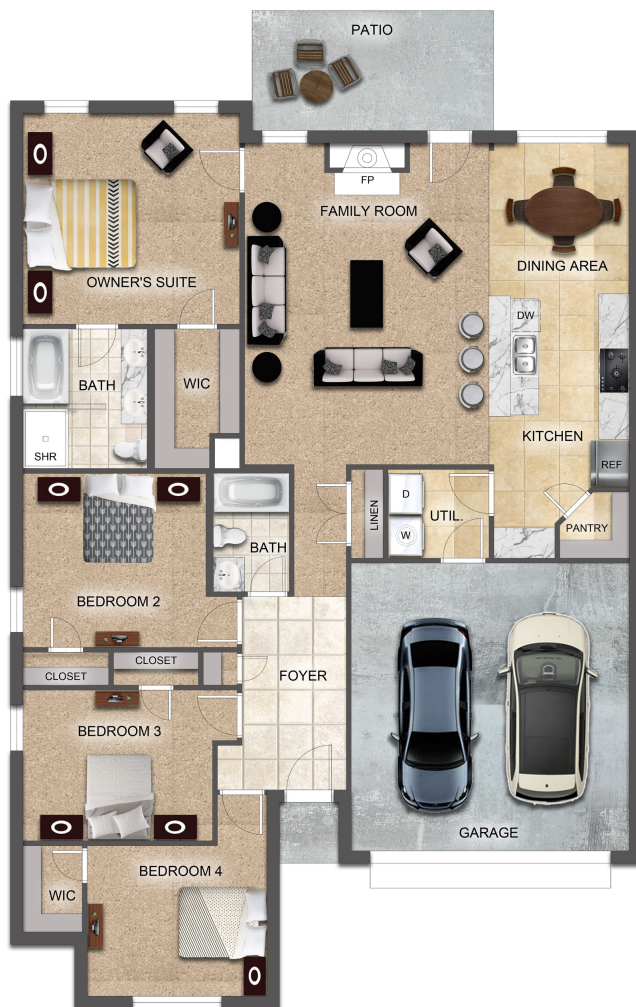 PATIO
FP
FAMILY ROOM
DINING AREA
OWNER'S SUITE
DW
BATH
WIC
KITCHEN
SHR
REF
D
LINEN
UTIL.
W
PANTRY
BATH
BEDROOM 2
CLOSET
CLOSET
FOYER
BEDROOM 3
GARAGE
BEDROOM 4
WIC